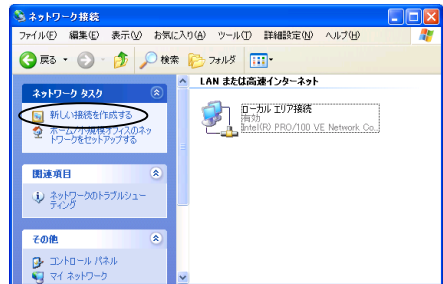 ネットワーク接続
ファイル(F) 編集(E) 表示(V) お気に入り(A) ツール(T) 詳細設定(N) ヘルプ(H)
戻る 検索 フォルダ
ネットワーク タスク
新しい接続を作成する
ホーム/小規模オフィスのネットワークをセットアップする
関連項目
ネットワークのトラブルシューティング
その他
コントロール パネル
マイ ネットワーク
LAN または高速インターネット
ローカル エリア接続
有効
Intel(R) PRO/100 VE Network Co...